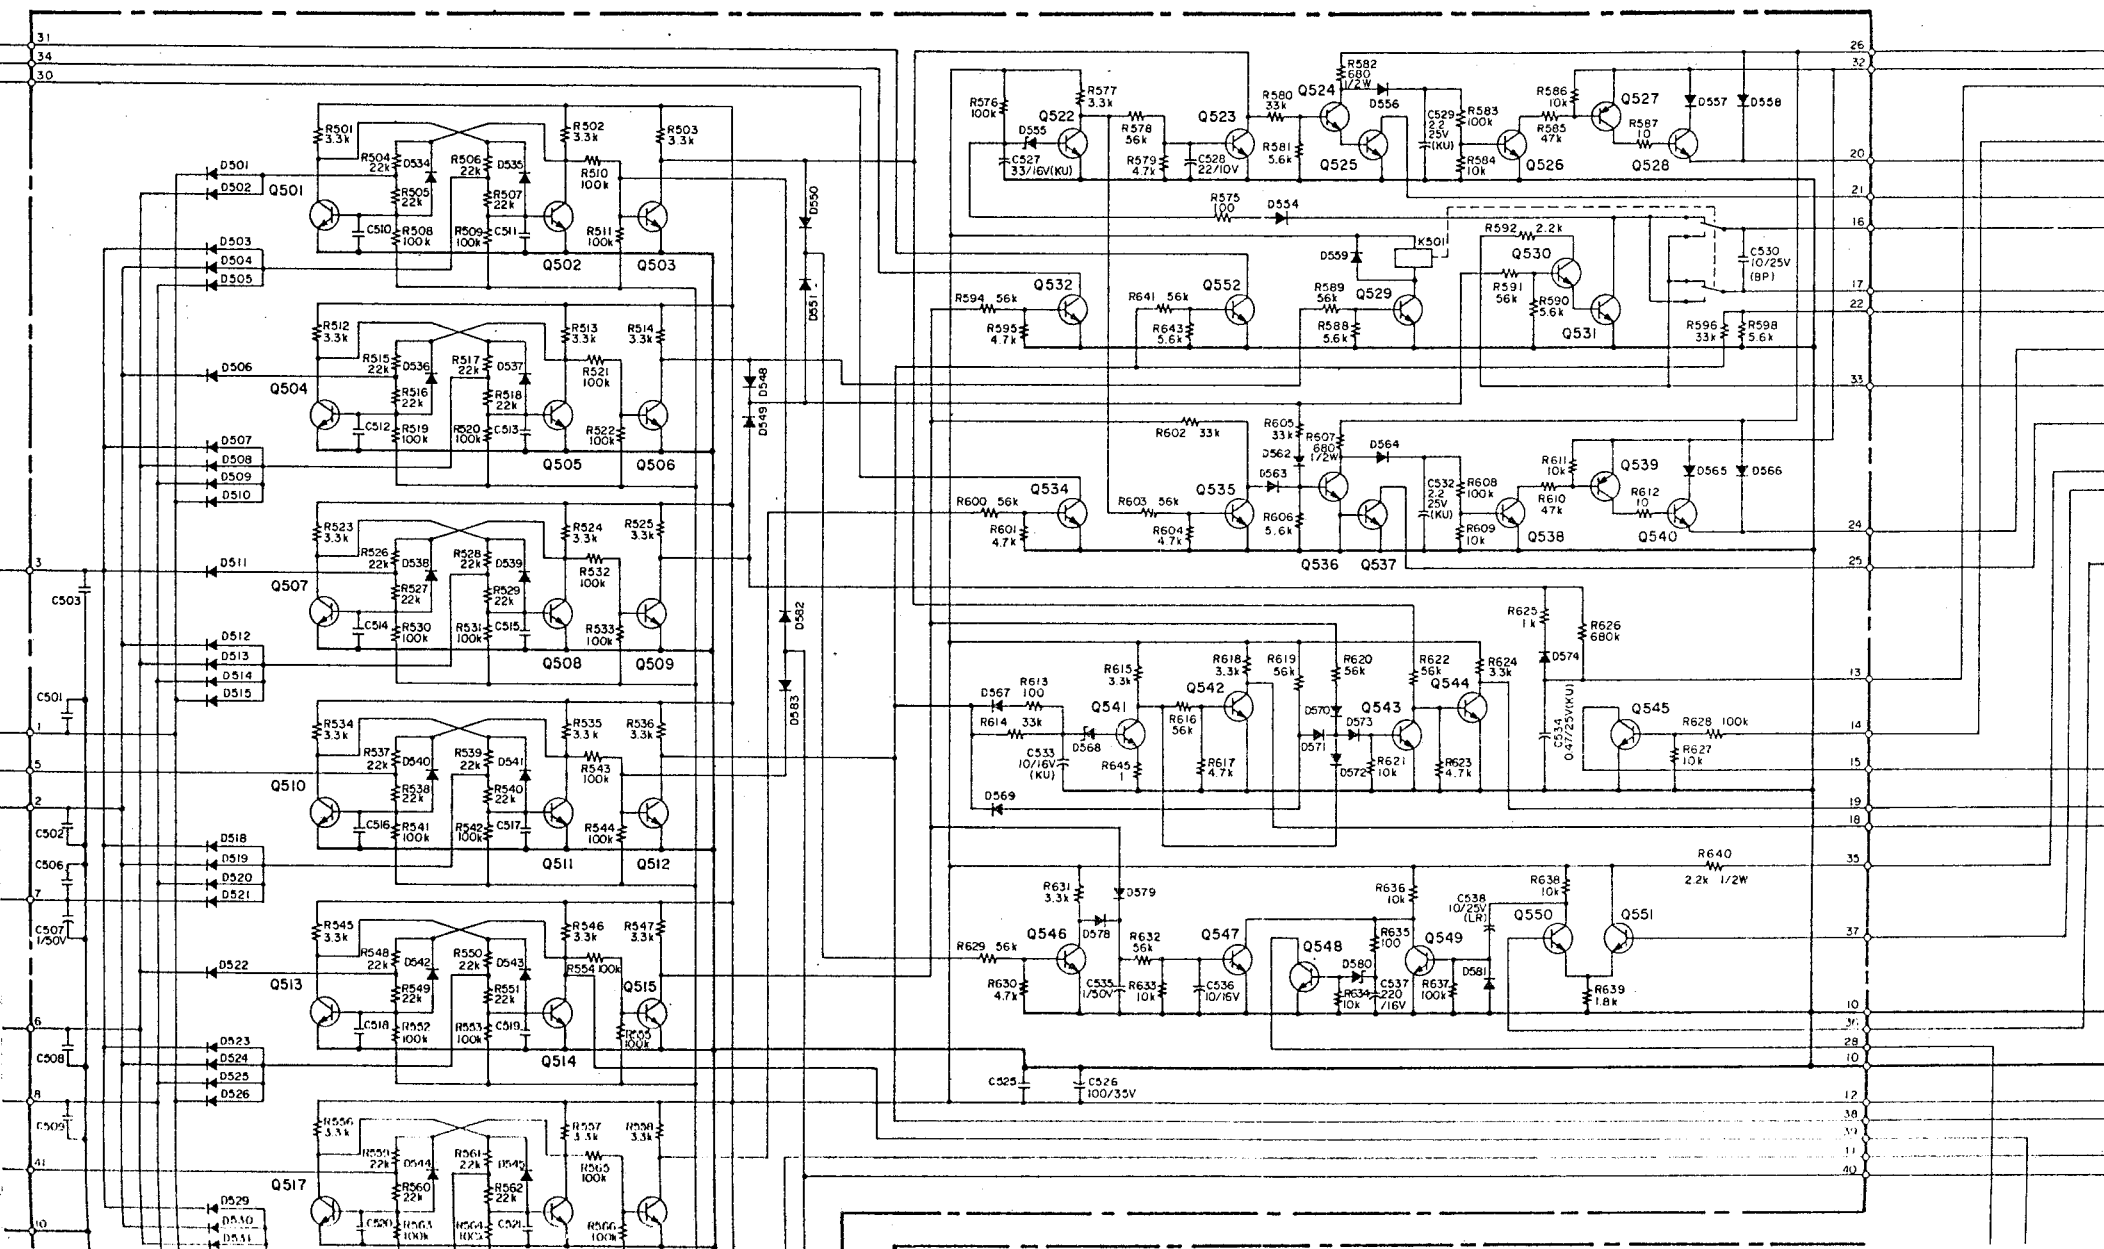 31
34
30
R501 3.3k
R502 3.3k
R503 3.3k
R504 22k
D534
R506 22k
D535
R510 100k
D501
D502
Q501
R505 22k
R507 22k
C510
R508 100k
R509 100k
C511
R511 100k
Q502
Q503
D503
D504
D505
D550
D551
R512 3.3k
R513 3.3k
R514 3.3k
R515 22k
D536
R517 22k
D537
R521 100k
D506
Q504
R516 22k
R518 22k
C512
R519 100k
R520 100k
C513
R522 100k
Q505
Q506
D548
D549
D507
D508
D509
D510
R523 3.3k
R524 3.3k
R525 3.3k
R526 22k
D538
R528 22k
D539
R532 100k
3
C503
D511
Q507
R527 22k
R529 22k
C514
R530 100k
R531 100k
C515
R533 100k
Q508
Q509
D582
D583
D512
D513
D514
D515
C501
1
R534 3.3k
R535 3.3k
R536 3.3k
R537 22k
D540
R539 22k
D541
R543 100k
5
Q510
R538 22k
R540 22k
2
C502
C516
R541 100k
R542 100k
C517
R544 100k
Q511
Q512
C506
7
C507 1/50V
D518
D519
D520
D521
R545 3.3k
R546 3.3k
R547 3.3k
R548 22k
D542
R550 22k
D543
R554 100k
D522
Q513
R549 22k
R551 22k
Q515
C518
R552 100k
R553 100k
C519
R555 100k
Q514
6
C508
8
C509
D523
D524
D525
D526
R556 3.3k
R557 3.3k
R558 3.3k
R559 22k
D544
R561 22k
D545
R565 100k
41
Q517
R560 22k
R562 22k
C520
R563 100k
R564 100k
C521
R566 100k
D529
D530
D531
10
R576 100k
R577 3.3k
Q522
D555
C527 33/16V(KU)
R578 56k
R579 4.7k
C528 22/10V
Q523
R580 33k
R581 5.6k
Q524
R582 680 1/2W
D556
Q525
C529 2.2 25V (KU)
R583 100k
R584 10k
Q526
R586 10k
R585 47k
Q527
R587 10
Q528
D557
D558
26
32
20
21
16
17
22
33
R575 100
D554
D559
K501
R592 2.2k
Q530
R591 56k
R590 5.6k
Q531
C530 10/25V (BP)
R596 33k
R598 5.6k
R594 56k
R595 4.7k
Q532
R641 56k
R643 5.6k
Q552
R589 56k
R588 5.6k
Q529
R602 33k
R605 33k
D562
D563
R607 680 1/2W
D564
R600 56k
R601 4.7k
Q534
R603 56k
R604 4.7k
Q535
R606 5.6k
Q536
Q537
C532 2.2 25V (KU)
R608 100k
R609 10k
Q538
R611 10k
R610 47k
Q539
R612 10
Q540
D565
D566
24
25
R625 1k
R626 680k
D574
C534 0.47/25V(KU)
13
14
15
19
18
R615 3.3k
R618 3.3k
R619 56k
R620 56k
R622 56k
R624 3.3k
D567
R613 100
R614 33k
Q541
D568
C533 10/16V (KU)
R645 1
R616 56k
Q542
R617 4.7k
D570
D571
D573
D572
Q543
R621 10k
R623 4.7k
Q544
Q545
R628 100k
R627 10k
D569
R640 2.2k 1/2W
35
R631 3.3k
D579
D578
R629 56k
R630 4.7k
Q546
C535 1/50V
R632 56k
R633 10k
C536 10/16V
Q547
Q548
R635 100
D580
R634 10k
C537 220 /16V
R636 10k
Q549
R637 100k
D581
C538 10/25V (LR)
R638 10k
Q550
Q551
R639 1.8k
37
10
36
28
10
C525
C526 100/35V
12
38
39
11
40